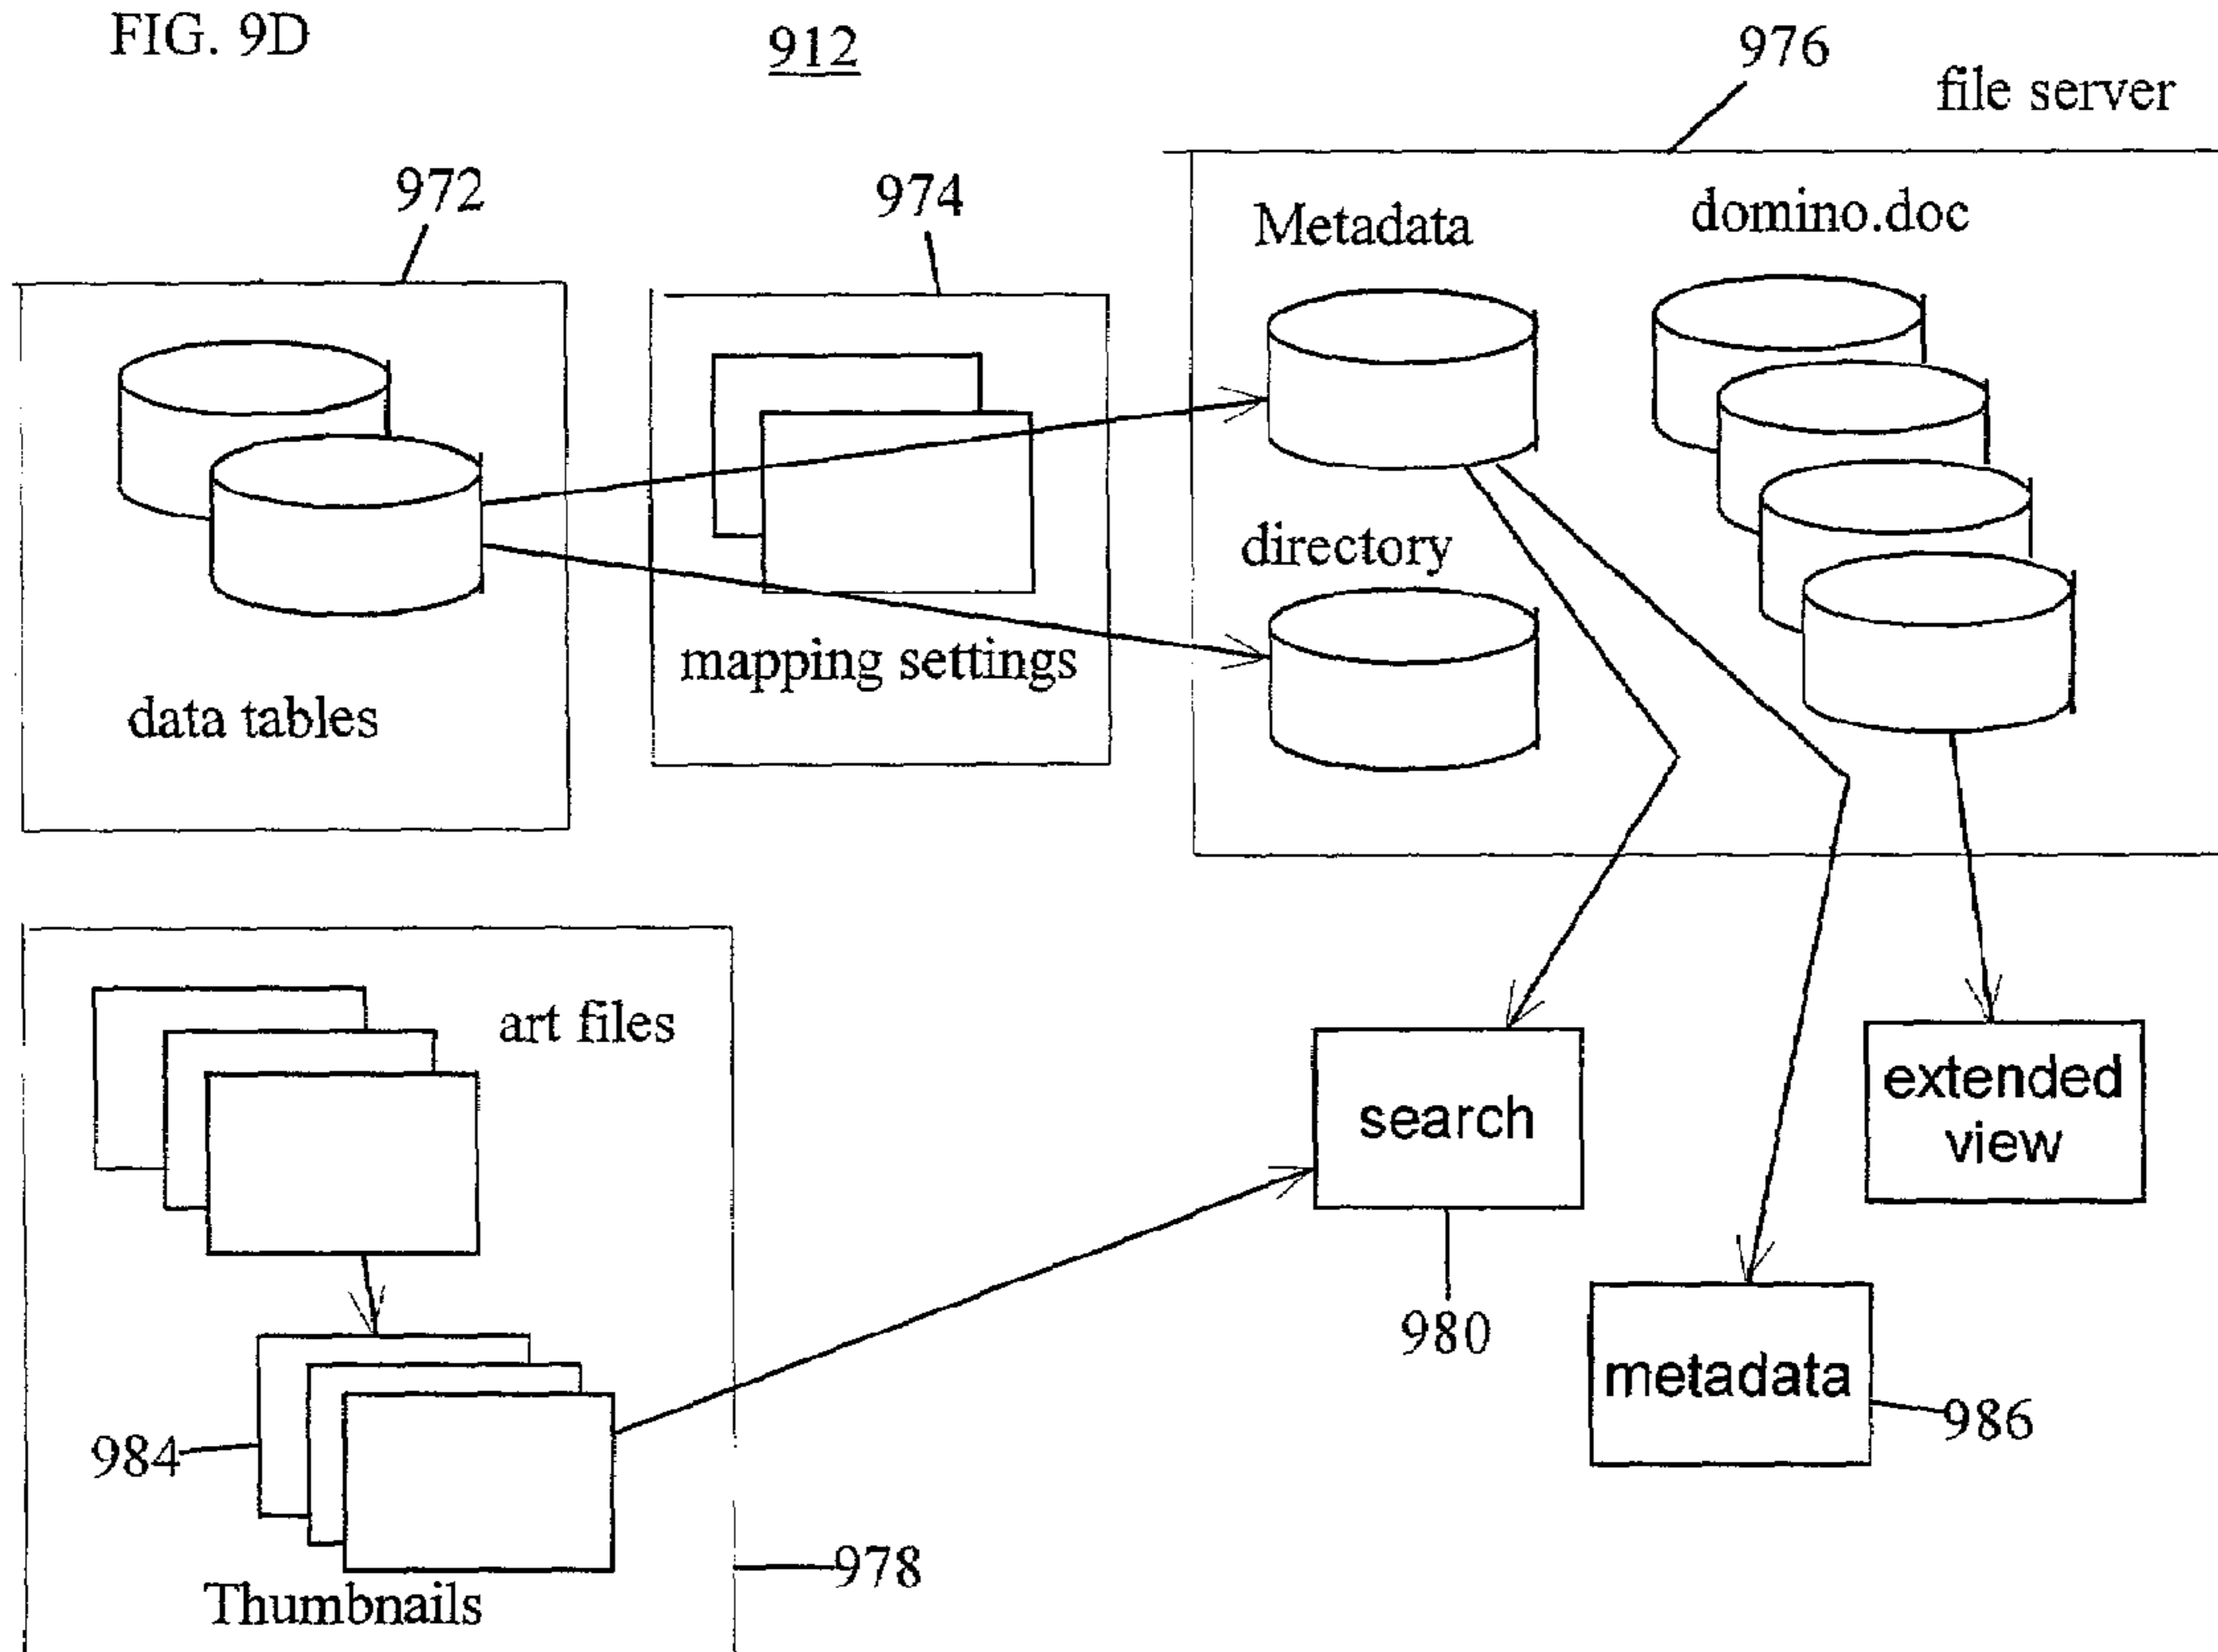 FIG. 9D
912
976
file server
972
974
Metadata
domino.doc
directory
mapping settings
data tables
art files
search
extended
view
980
metadata
986
984
978
Thumbnails